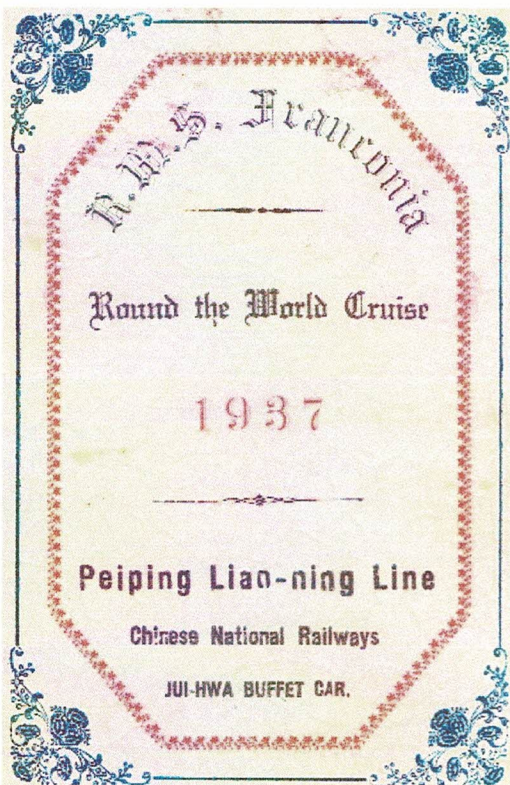 R.M.S. Franconia
Round the World Cruise
1937
Peiping Liao-ning Line
Chinese National Railways
JUI-HWA BUFFET CAR.